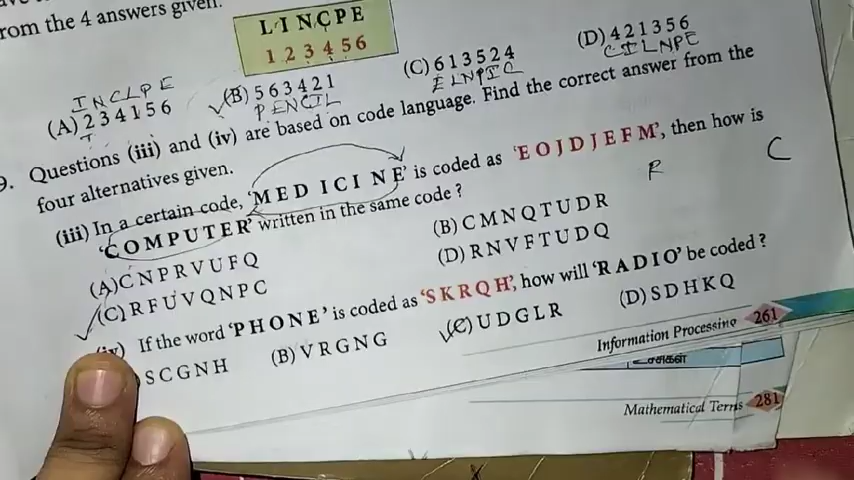 rom the 4 answers given.
L I N C P E
1 2 3 4 5 6
I N C L P E
(A) 2 3 4 1 5 6
(B) 5 6 3 4 2 1
P E N C I L
(C) 6 1 3 5 2 4
E L N P I C
(D) 4 2 1 3 5 6
C I L N P E
9. Questions (iii) and (iv) are based on code language. Find the correct answer from the
four alternatives given.
(iii) In a certain code, 'M E D I C I N E' is coded as 'E O J D J E F M', then how is
R C
'C O M P U T E R' written in the same code ?
(A) C N P R V U F Q
(B) C M N Q T U D R
(C) R F U V Q N P C
(D) R N V F T U D Q
(iv) If the word 'P H O N E' is coded as 'S K R Q H', how will 'R A D I O' be coded ?
S C G N H
(B) V R G N G
(C) U D G L R
(D) S D H K Q
Information Processing 261
Mathematical Terms 281